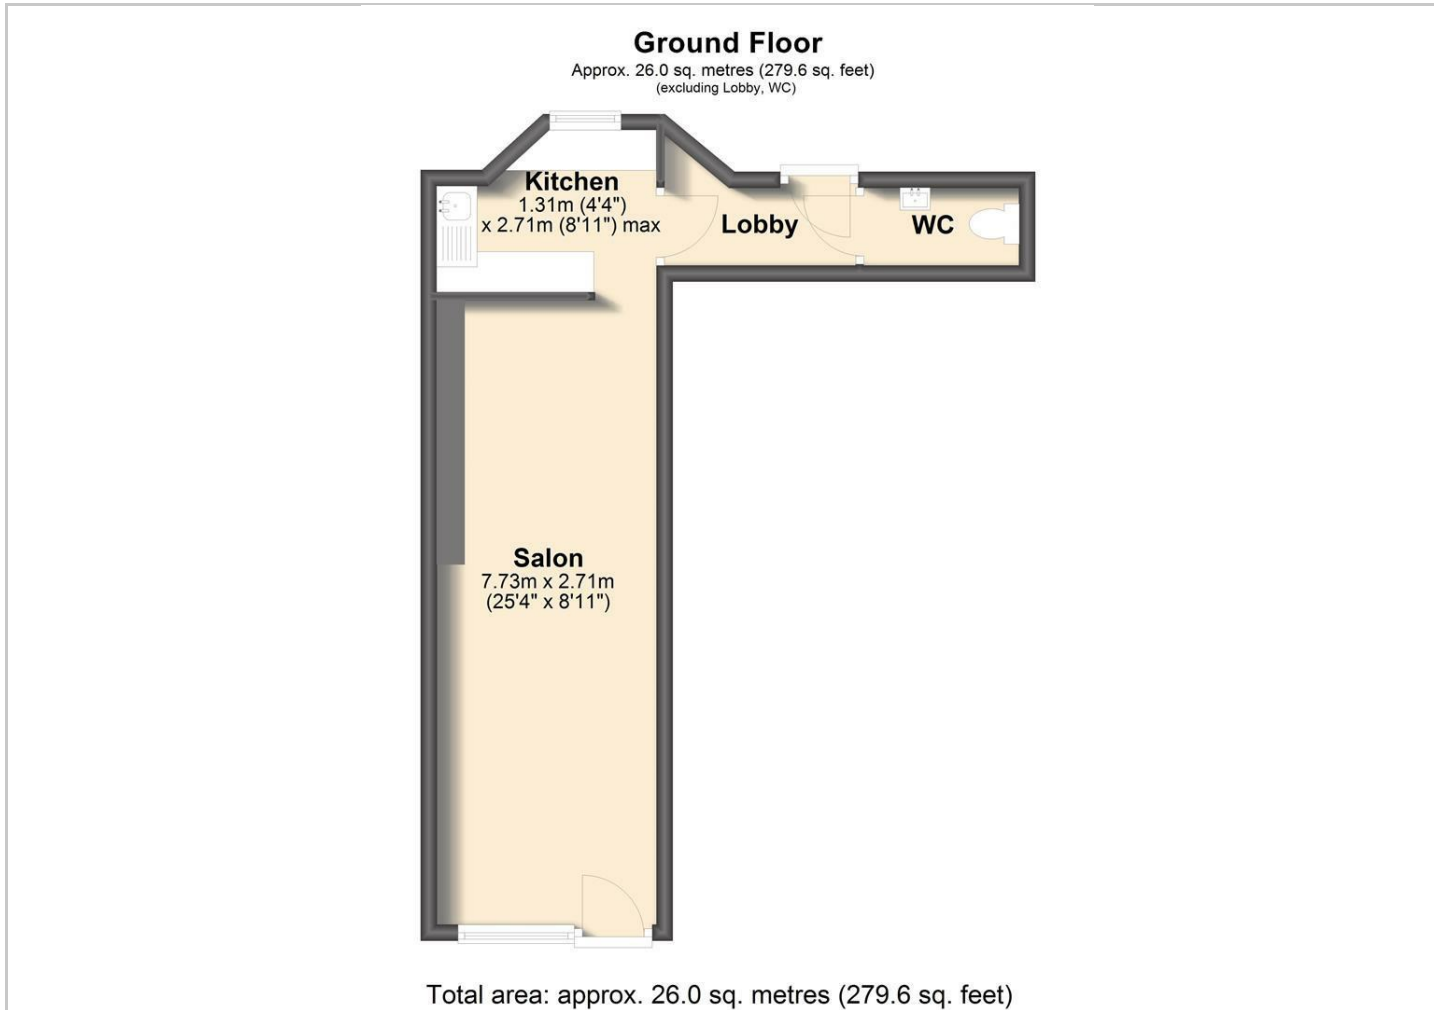 Ground Floor
Approx. 26.0 sq. metres (279.6 sq. feet)
(excluding Lobby, WC)
Kitchen
1.31m (4'4")
x 2.71m (8'11") max
Lobby
WC
Salon
7.73m x 2.71m
(25'4" x 8'11")
Total area: approx. 26.0 sq. metres (279.6 sq. feet)